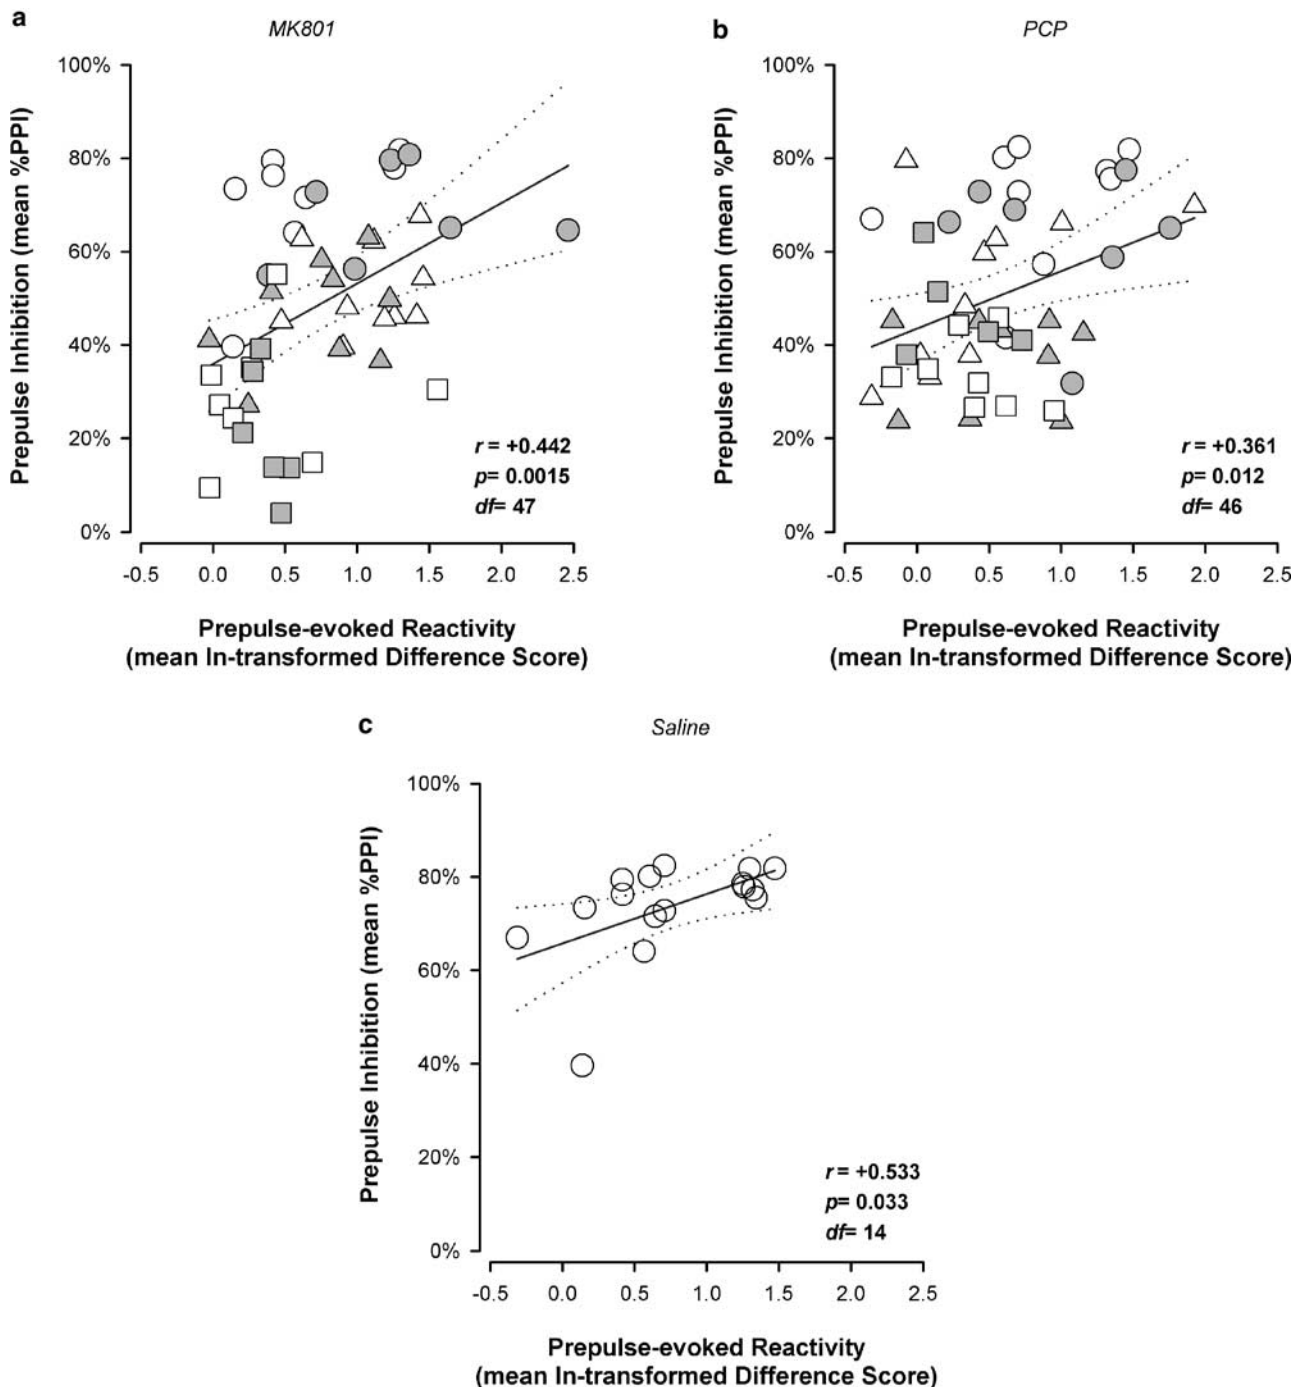 a
MK801
100%
80%
60%
40%
20%
0%
Prepulse Inhibition (mean %PPI)
r = +0.442
p= 0.0015
df= 47
-0.5 0.0 0.5 1.0 1.5 2.0 2.5
Prepulse-evoked Reactivity
(mean In-transformed Difference Score)
b
PCP
100%
80%
60%
40%
20%
0%
Prepulse Inhibition (mean %PPI)
r = +0.361
p= 0.012
df= 46
-0.5 0.0 0.5 1.0 1.5 2.0 2.5
Prepulse-evoked Reactivity
(mean In-transformed Difference Score)
c
Saline
100%
80%
60%
40%
20%
0%
Prepulse Inhibition (mean %PPI)
r = +0.533
p= 0.033
df= 14
-0.5 0.0 0.5 1.0 1.5 2.0 2.5
Prepulse-evoked Reactivity
(mean In-transformed Difference Score)